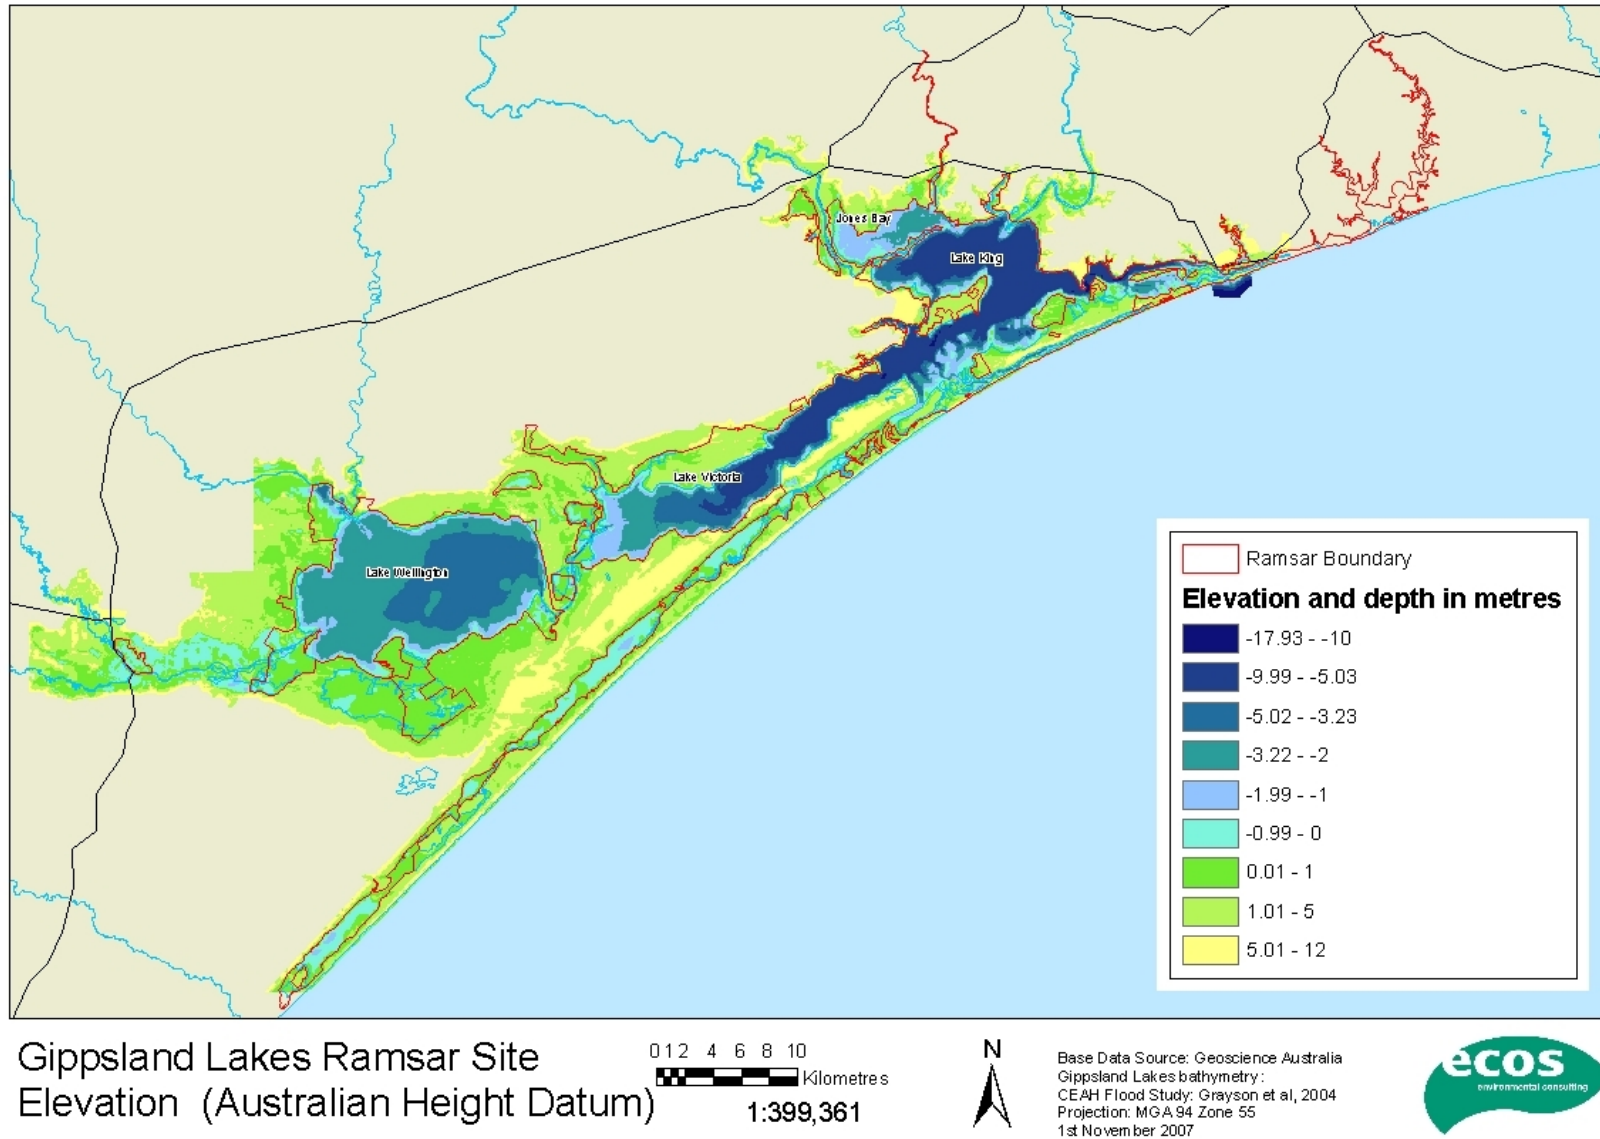 Jones Bay
Lake King
Lake Victoria
Lake Wellington
Ramsar Boundary
Elevation and depth in metres
-17.93 - -10
-9.99 - -5.03
-5.02 - -3.23
-3.22 - -2
-1.99 - -1
-0.99 - 0
0.01 - 1
1.01 - 5
5.01 - 12
Gippsland Lakes Ramsar Site
Elevation (Australian Height Datum)
0 1 2 4 6 8 10
Kilometres
1:399,361
N
Base Data Source: Geoscience Australia
Gippsland Lakes bathymetry:
CEAH Flood Study: Grayson et al, 2004
Projection: MGA 94 Zone 55
1st November 2007
ecos
environmental consulting